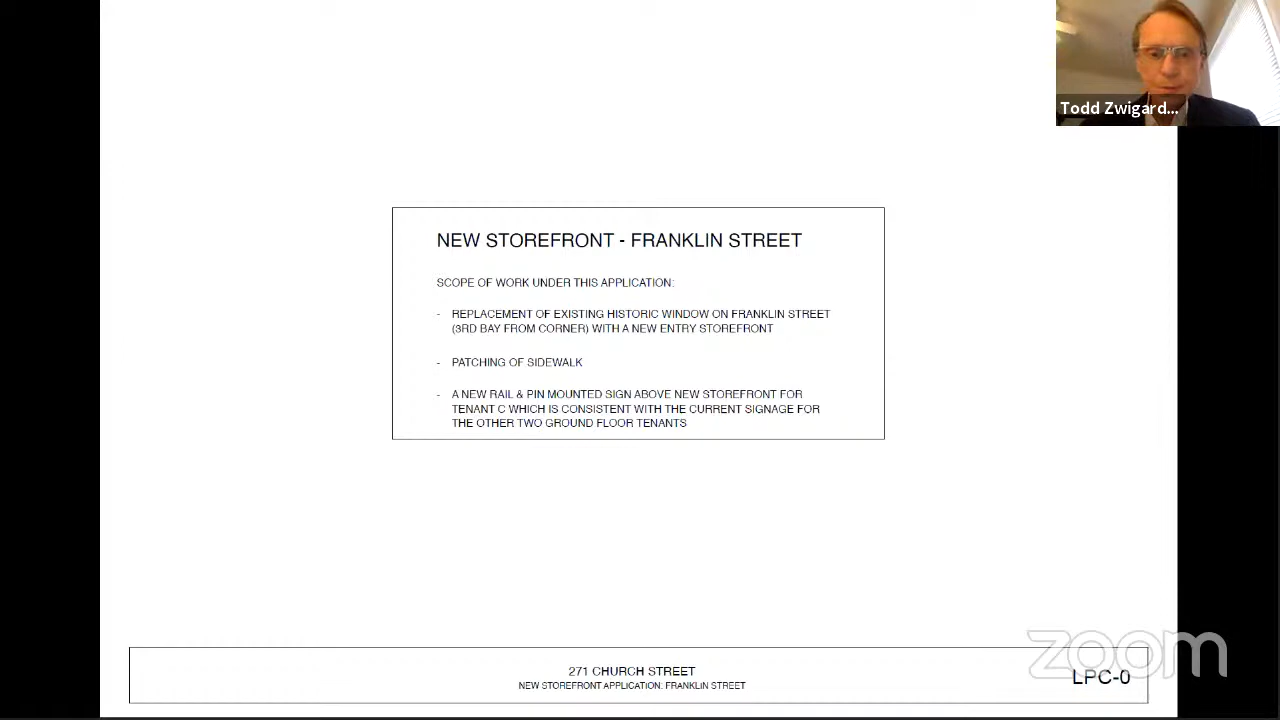 Todd Zwigard...
NEW STOREFRONT - FRANKLIN STREET
SCOPE OF WORK UNDER THIS APPLICATION:
- REPLACEMENT OF EXISTING HISTORIC WINDOW ON FRANKLIN STREET
(3RD BAY FROM CORNER) WITH A NEW ENTRY STOREFRONT
- PATCHING OF SIDEWALK
- A NEW RAIL & PIN MOUNTED SIGN ABOVE NEW STOREFRONT FOR
TENANT C WHICH IS CONSISTENT WITH THE CURRENT SIGNAGE FOR
THE OTHER TWO GROUND FLOOR TENANTS
271 CHURCH STREET
NEW STOREFRONT APPLICATION: FRANKLIN STREET
zoom
LPC-0